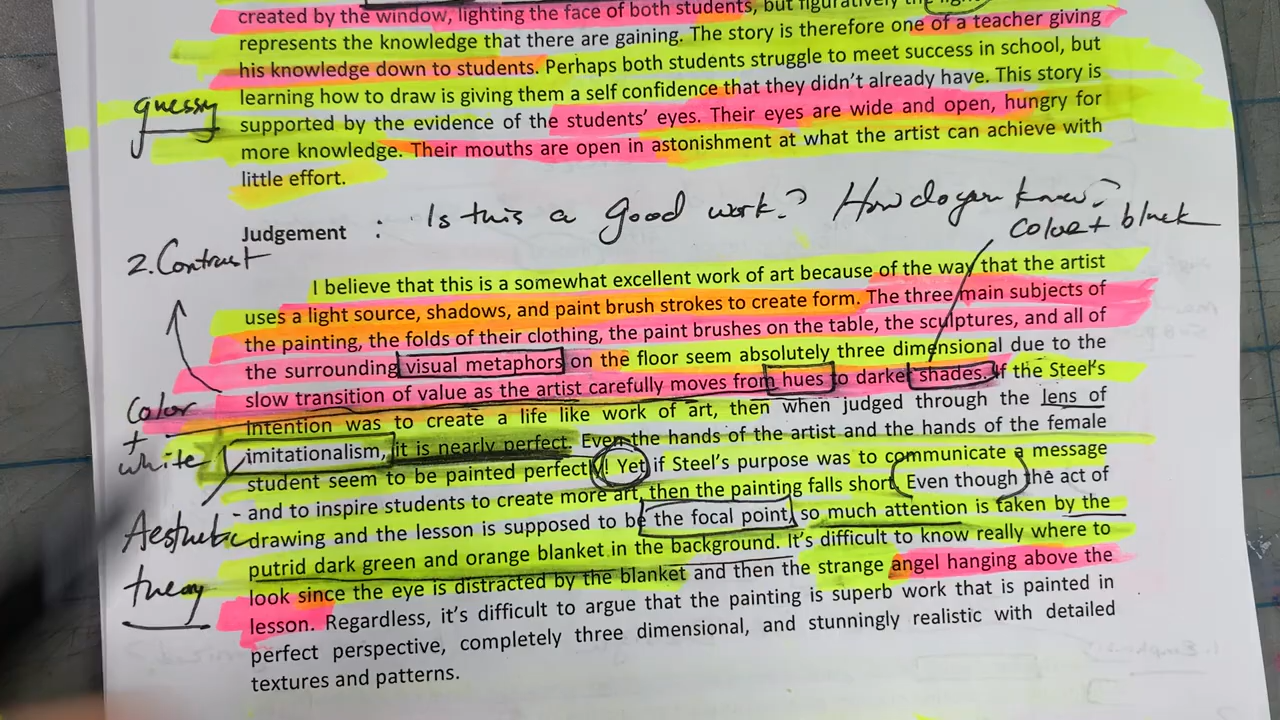 created by the window, lighting the face of both students, but figuratively the
represents the knowledge that there are gaining. The story is therefore one of a teacher giving
his knowledge down to students. Perhaps both students struggle to meet success in school, but
learning how to draw is giving them a self confidence that they didn't already have. This story is
guessy
supported by the evidence of the students' eyes. Their eyes are wide and open, hungry for
more knowledge. Their mouths are open in astonishment at what the artist can achieve with
little effort.
Judgement : Is this a good work? How do you know?
color + black
2. Contrast
I believe that this is a somewhat excellent work of art because of the way that the artist
uses a light source, shadows, and paint brush strokes to create form. The three main subjects of
the painting, the folds of their clothing, the paint brushes on the table, the sculptures, and all of
the surrounding visual metaphors on the floor seem absolutely three dimensional due to the
slow transition of value as the artist carefully moves from hues to darker shades. If the Steel's
Color
+
white
intention was to create a life like work of art, then when judged through the lens of
imitationalism, it is nearly perfect. Even the hands of the artist and the hands of the female
student seem to be painted perfectly! Yet if Steel's purpose was to communicate a message
- and to inspire students to create more art, then the painting falls short. Even though the act of
Aesthetic
theory
drawing and the lesson is supposed to be the focal point, so much attention is taken by the
putrid dark green and orange blanket in the background. It's difficult to know really where to
look since the eye is distracted by the blanket and then the strange angel hanging above the
lesson. Regardless, it's difficult to argue that the painting is superb work that is painted in
perfect perspective, completely three dimensional, and stunningly realistic with detailed
textures and patterns.